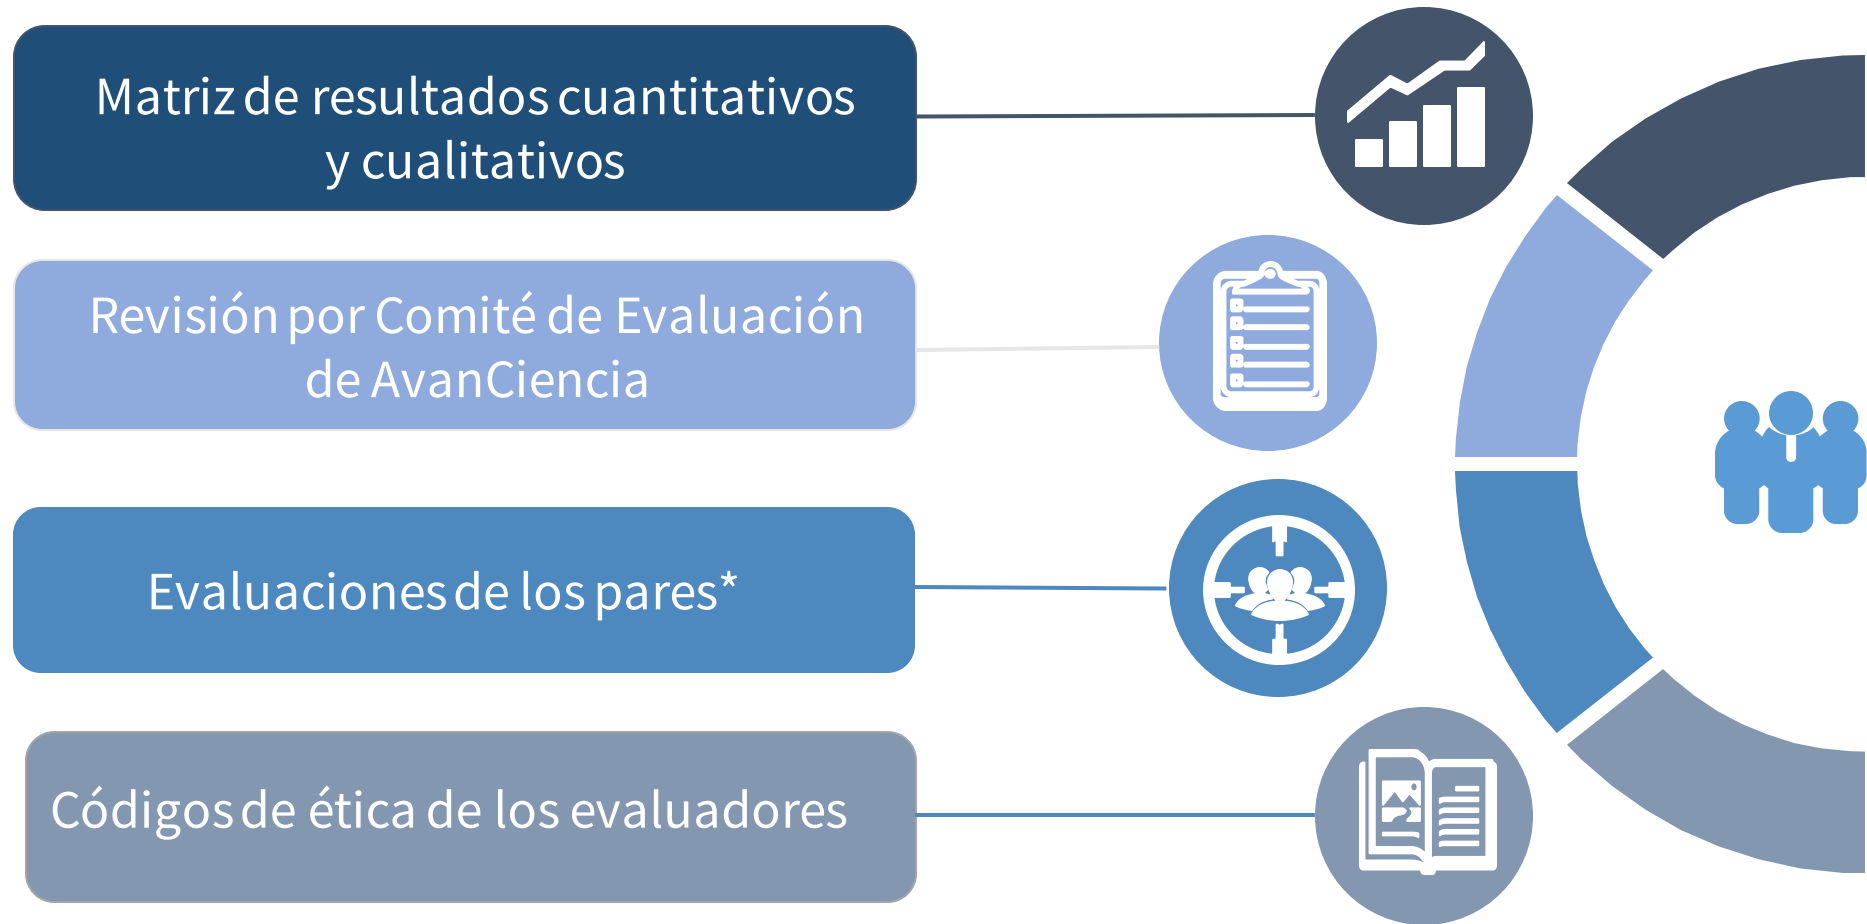 Matriz de resultados cuantitativos
y cualitativos
Revisión por Comité de Evaluación
de AvanCiencia
Evaluaciones de los pares*
Códigos de ética de los evaluadores